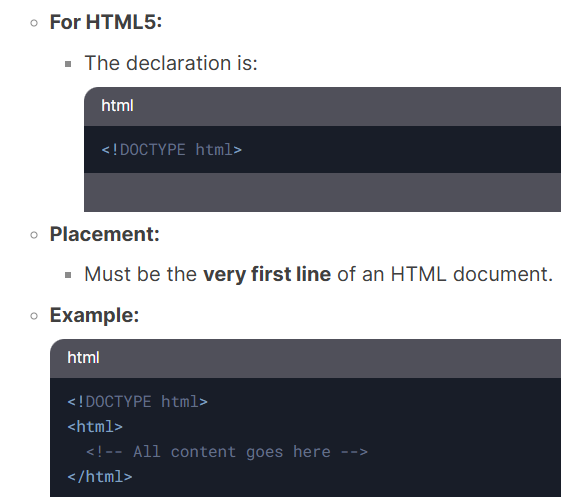 For HTML5:
The declaration is:
html
<!DOCTYPE html>
Placement:
Must be the very first line of an HTML document.
Example:
html
<!DOCTYPE html>
<html>
  <!-- All content goes here -->
</html>